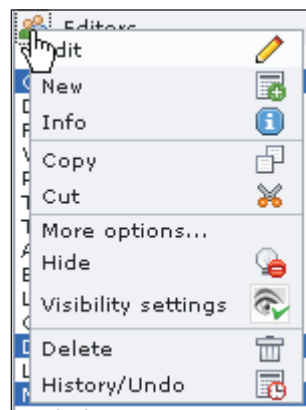 Editors
Edit
New
Info
Copy
Cut
More options...
Hide
Visibility settings
Delete
History/Undo